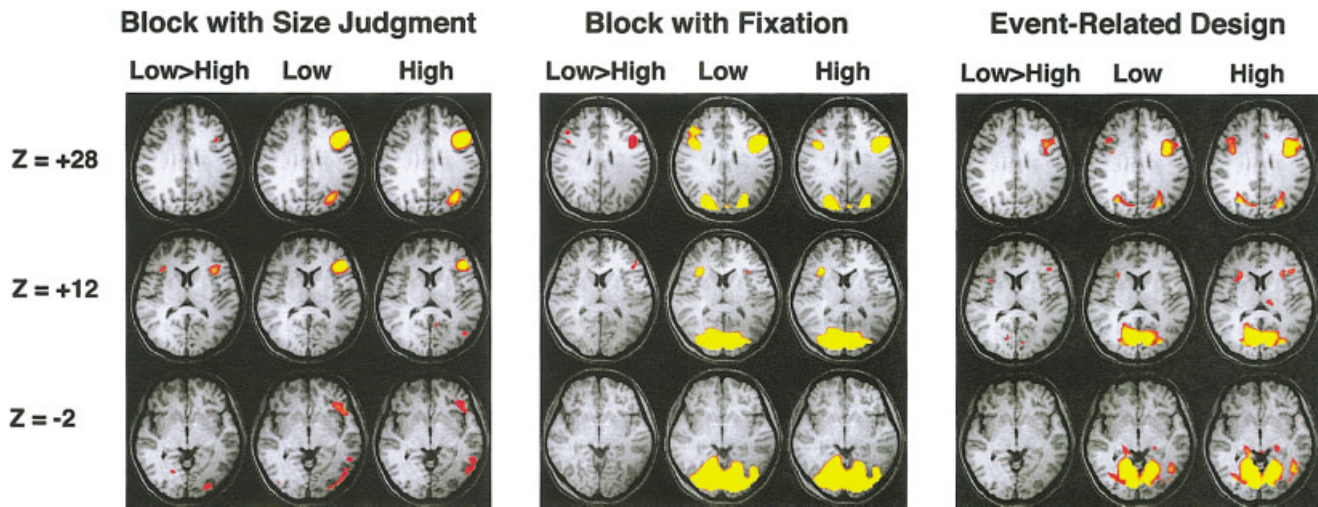 Block with Size Judgment
Block with Fixation
Event-Related Design
Low>High Low High
Low>High Low High
Low>High Low High
Z = +28
Z = +12
Z = -2